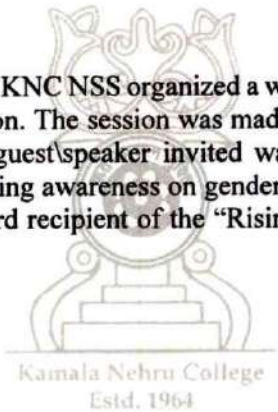 KNC NSS organized a w
on. The session was mad
guest\speaker invited wa
ing awareness on gender
rd recipient of the "Risin
Kamala Nehru College
Estd. 1964